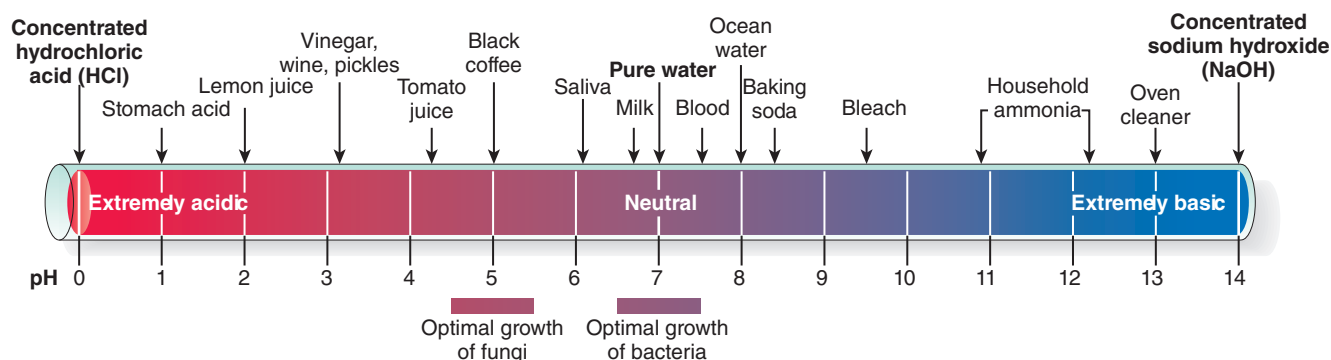 Concentrated
hydrochloric
acid (HCl)
Stomach acid
Lemon juice
Vinegar,
wine, pickles
Tomato
juice
Black
coffee
Saliva
Pure water
Milk
Blood
Ocean
water
Baking
soda
Bleach
Household
ammonia
Oven
cleaner
Concentrated
sodium hydroxide
(NaOH)
Extremely acidic
Neutral
Extremely basic
pH 0 1 2 3 4 5 6 7 8 9 10 11 12 13 14
Optimal growth
of fungi
Optimal growth
of bacteria